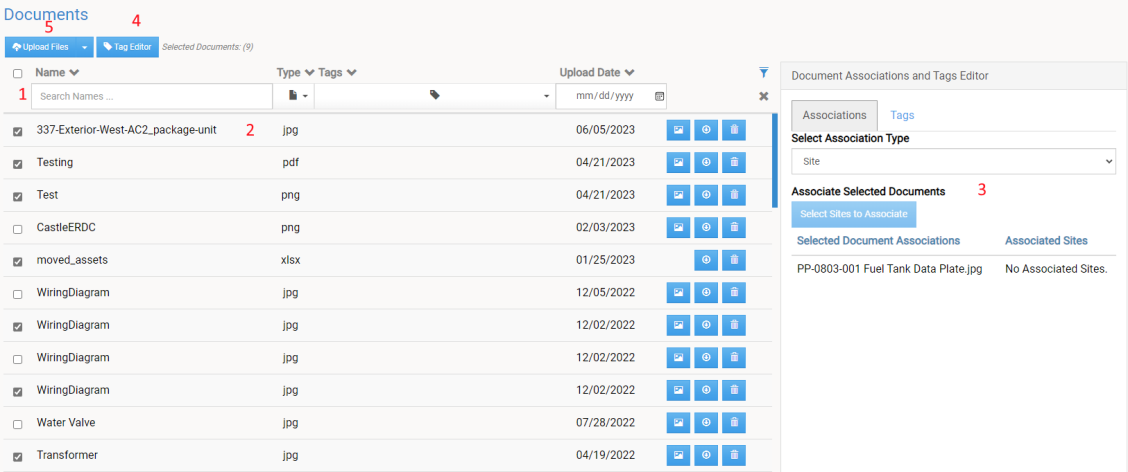 Documents
5
4
Upload Files
Tag Editor
Selected Documents: (9)
Name Type Tags Upload Date
1 Search Names ... mm/dd/yyyy
337-Exterior-West-AC2_package-unit 2 jpg 06/05/2023
Testing pdf 04/21/2023
Test png 04/21/2023
CastleERDC png 02/03/2023
moved_assets xlsx 01/25/2023
WiringDiagram jpg 12/05/2022
WiringDiagram jpg 12/02/2022
WiringDiagram jpg 12/02/2022
WiringDiagram jpg 12/02/2022
Water Valve jpg 07/28/2022
Transformer jpg 04/19/2022
Document Associations and Tags Editor
Associations Tags
Select Association Type
Site
Associate Selected Documents 3
Select Sites to Associate
Selected Document Associations Associated Sites
PP-0803-001 Fuel Tank Data Plate.jpg No Associated Sites.